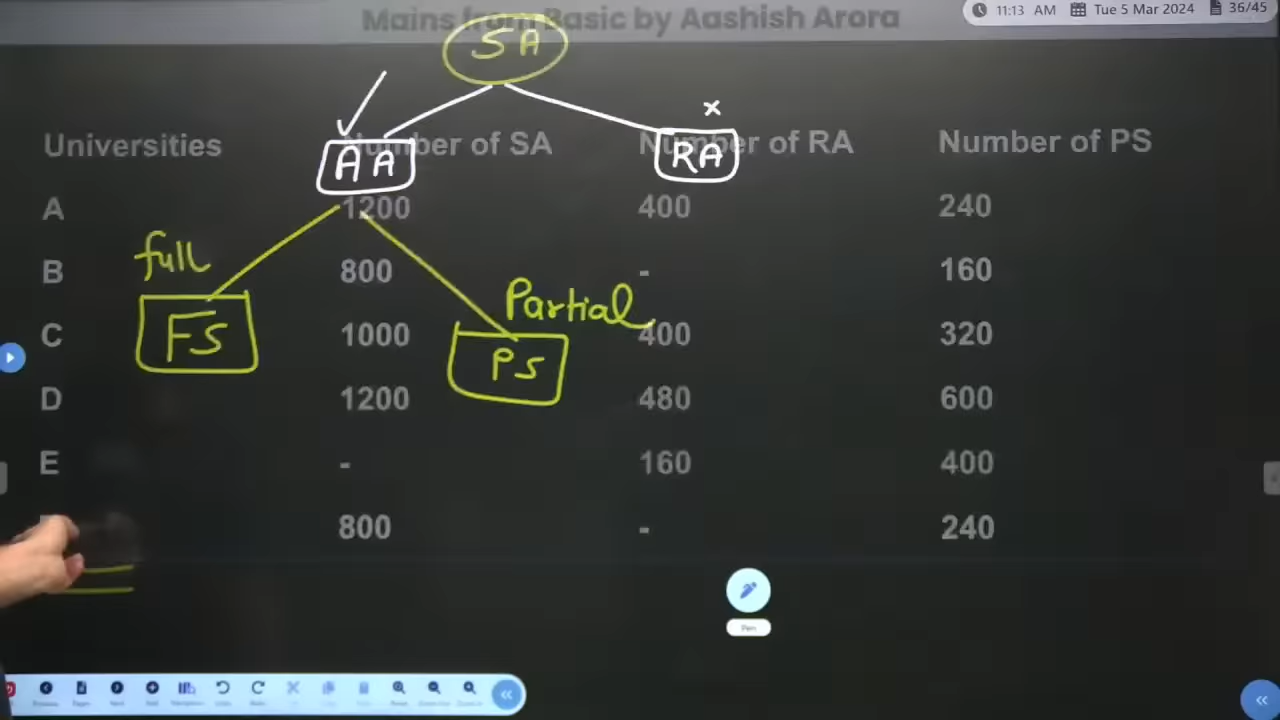 Mains from Basic by Aashish Arora
11:13 AM Tue 5 Mar 2024 36/45
SA
×
Universities Number of SA Number of RA Number of PS
AA RA
A 1200 400 240
full
B 800 - 160
Partial
FS
C 1000 400 320
PS
D 1200 480 600
E - 160 400
800 - 240
Pen